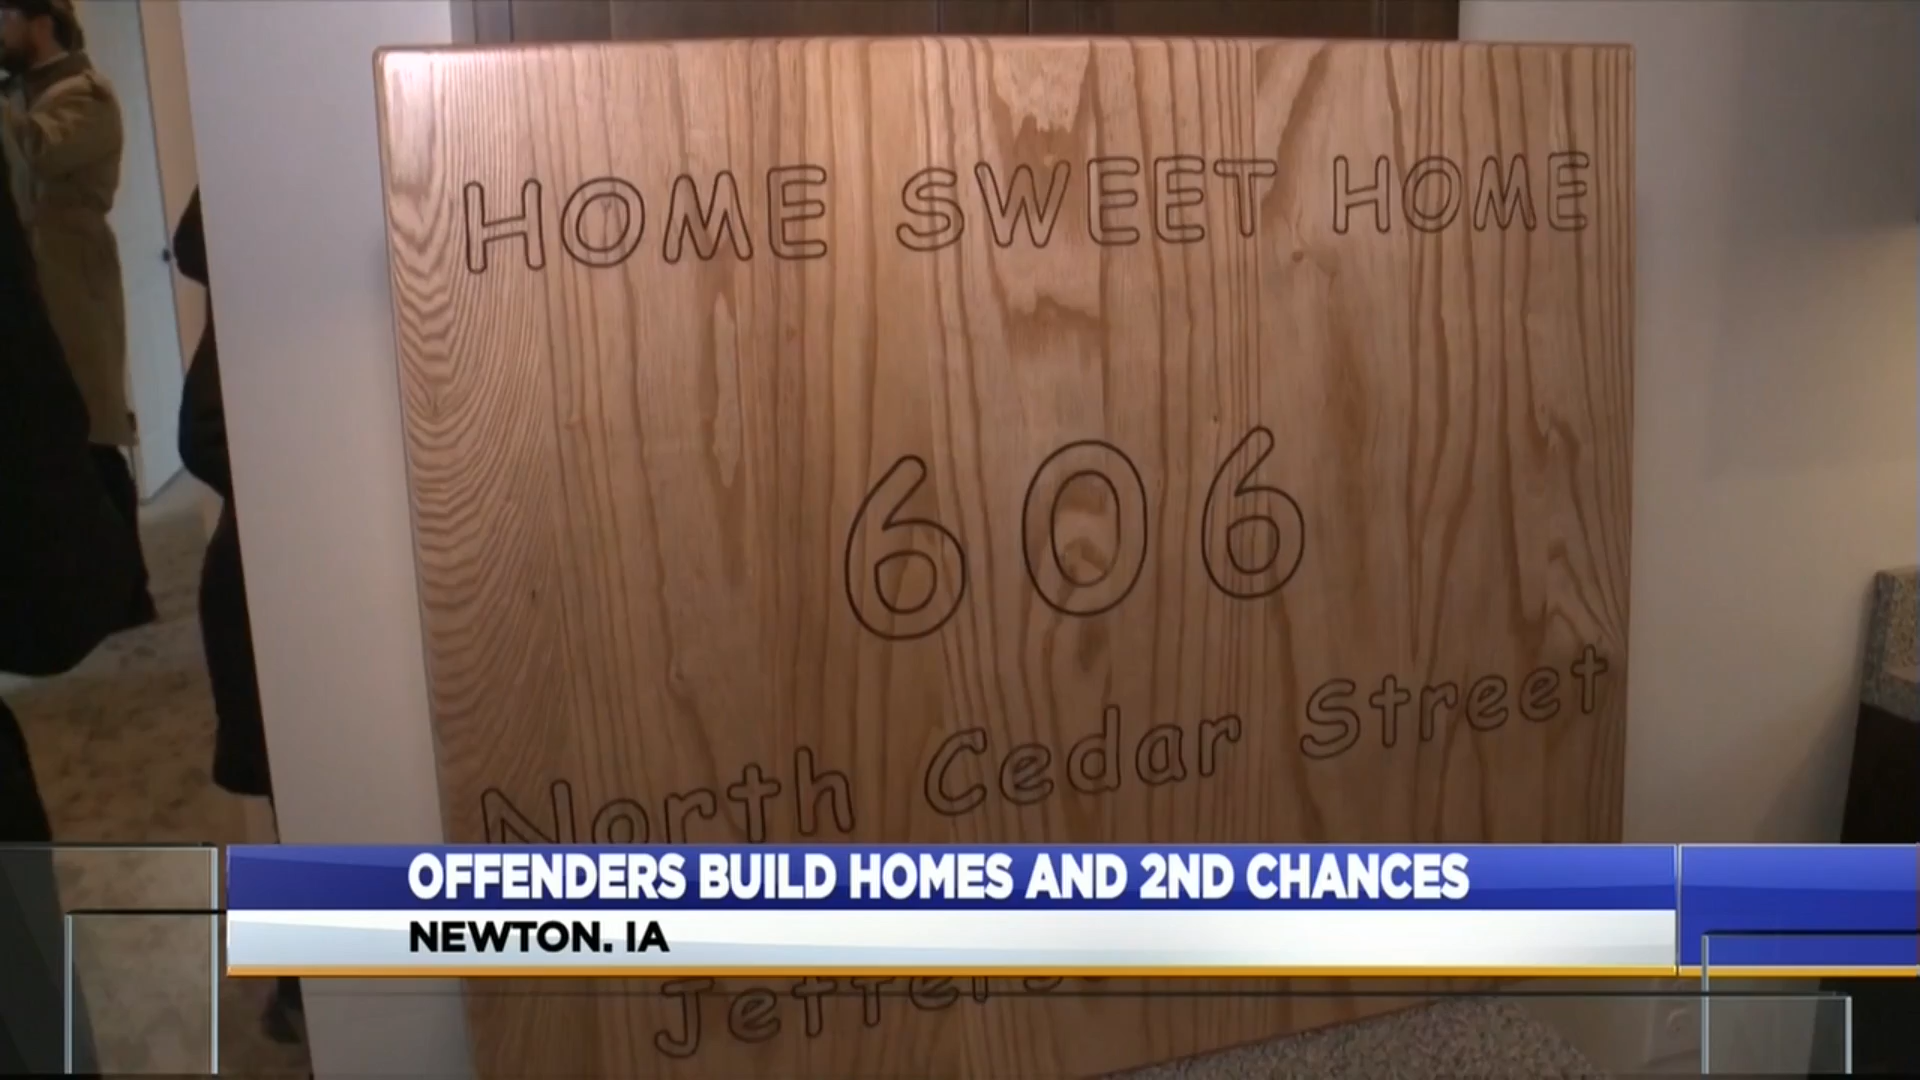 HOME SWEET HOME
606
North Cedar Street
OFFENDERS BUILD HOMES AND 2ND CHANCES
NEWTON, IA